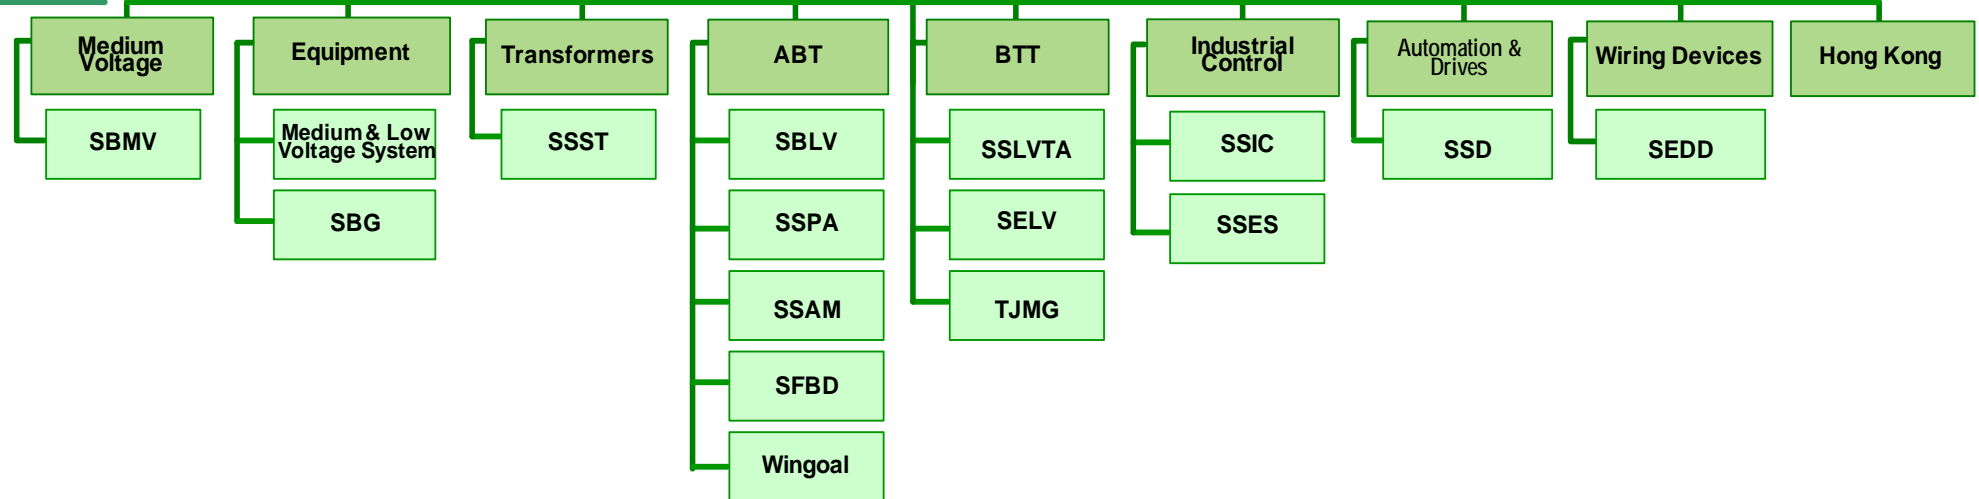 Medium
Voltage
Equipment
Transformers
ABT
BTT
Industrial
Control
Automation &
Drives
Wiring Devices
Hong Kong
SBMV
Medium & Low
Voltage System
SSST
SBLV
SSLVTA
SSIC
SSD
SEDD
SBG
SSPA
SELV
SSES
SSAM
TJMG
SFBD
Wingoal